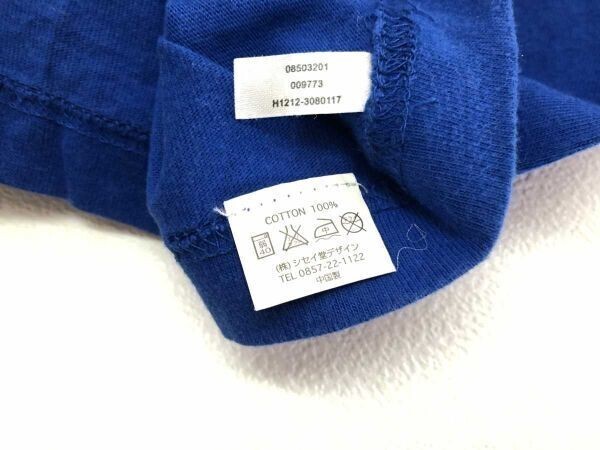 08503201
009773
H1212-3080117
COTTON 100%
弱
40
中
(株) シセイ堂デザイン
TEL 0857-22-1122
中国製